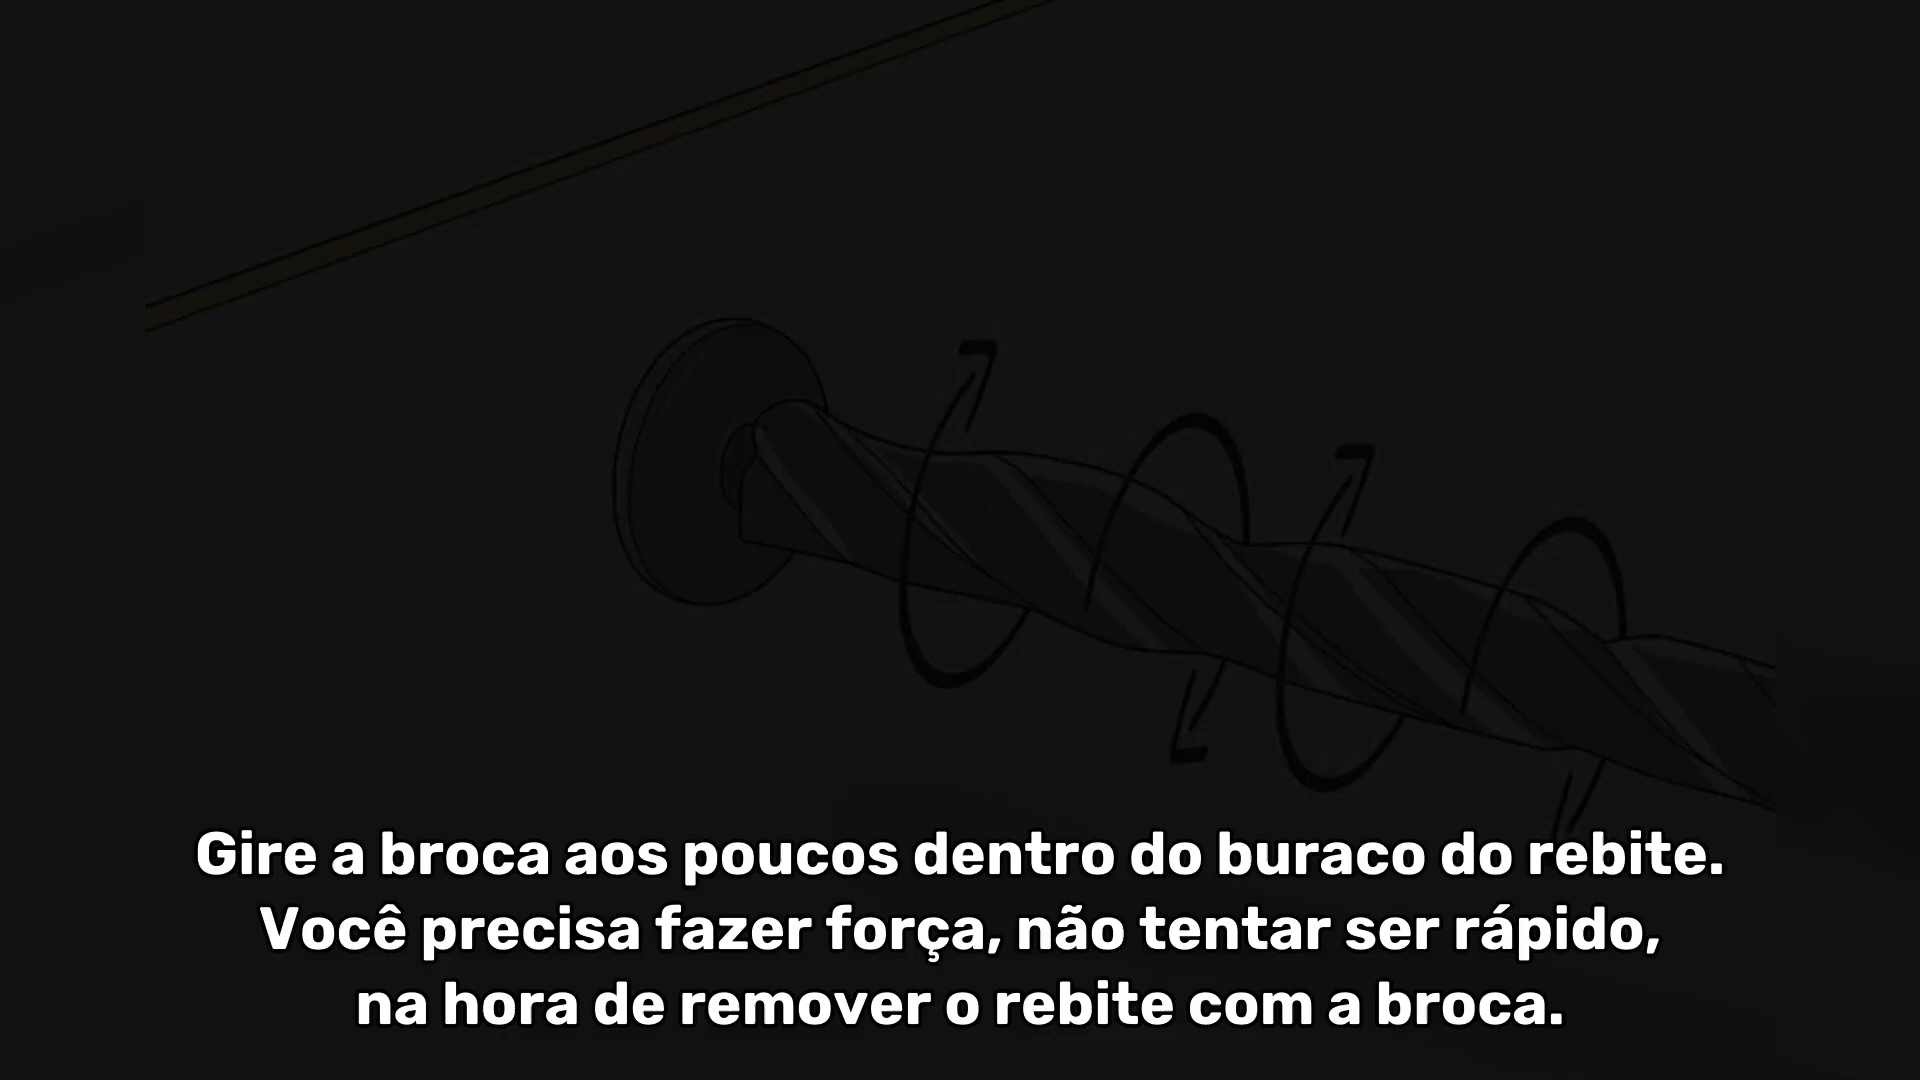 Gire a broca aos poucos dentro do buraco do rebite.
Você precisa fazer força, não tentar ser rápido,
na hora de remover o rebite com a broca.